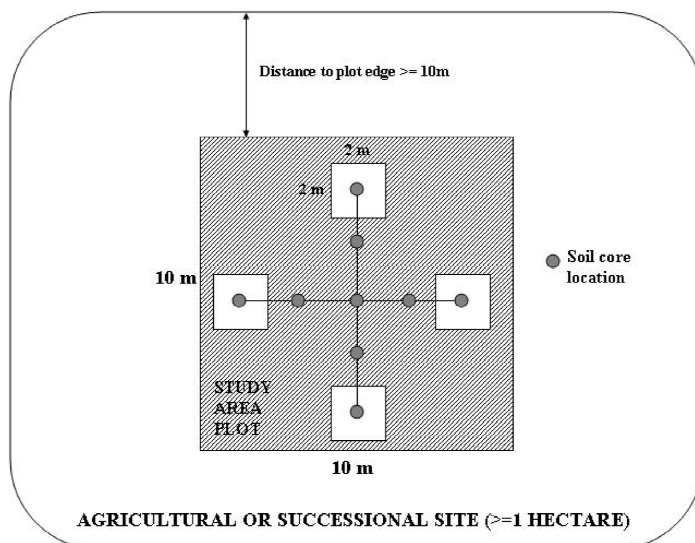 Distance to plot edge >= 10m
2 m
2 m
Soil core
location
10 m
STUDY
AREA
PLOT
10 m
AGRICULTURAL OR SUCCESSIONAL SITE (>=1 HECTARE)